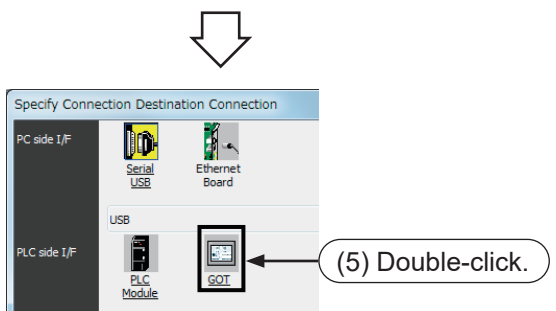 Specify Connection Destination Connection
PC side I/F
Serial
USB
Ethernet
Board
USB
PLC side I/F
PLC
Module
GOT
(5) Double-click.